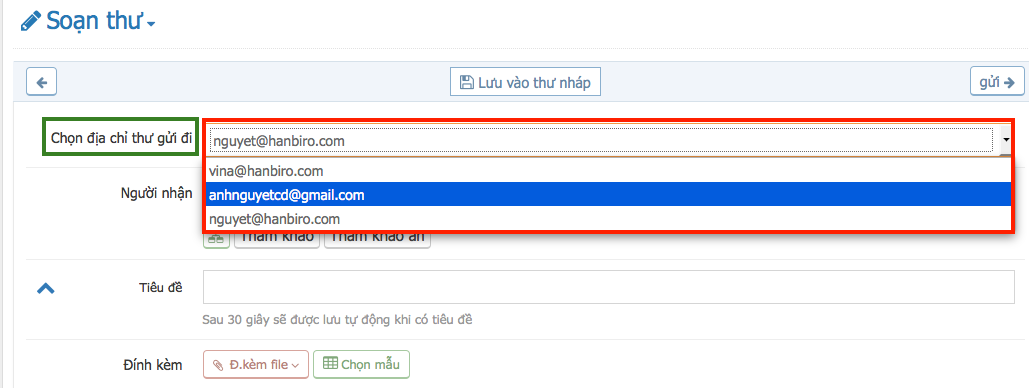 Soạn thư
Lưu vào thư nháp
gửi
Chọn địa chỉ thư gửi đi
nguyet@hanbiro.com
vina@hanbiro.com
anhnguyetcd@gmail.com
nguyet@hanbiro.com
Người nhận
Tham khảo Tham khảo ẩn
Tiêu đề
Sau 30 giây sẽ được lưu tự động khi có tiêu đề
Đính kèm
Đ.kèm file
Chọn mẫu